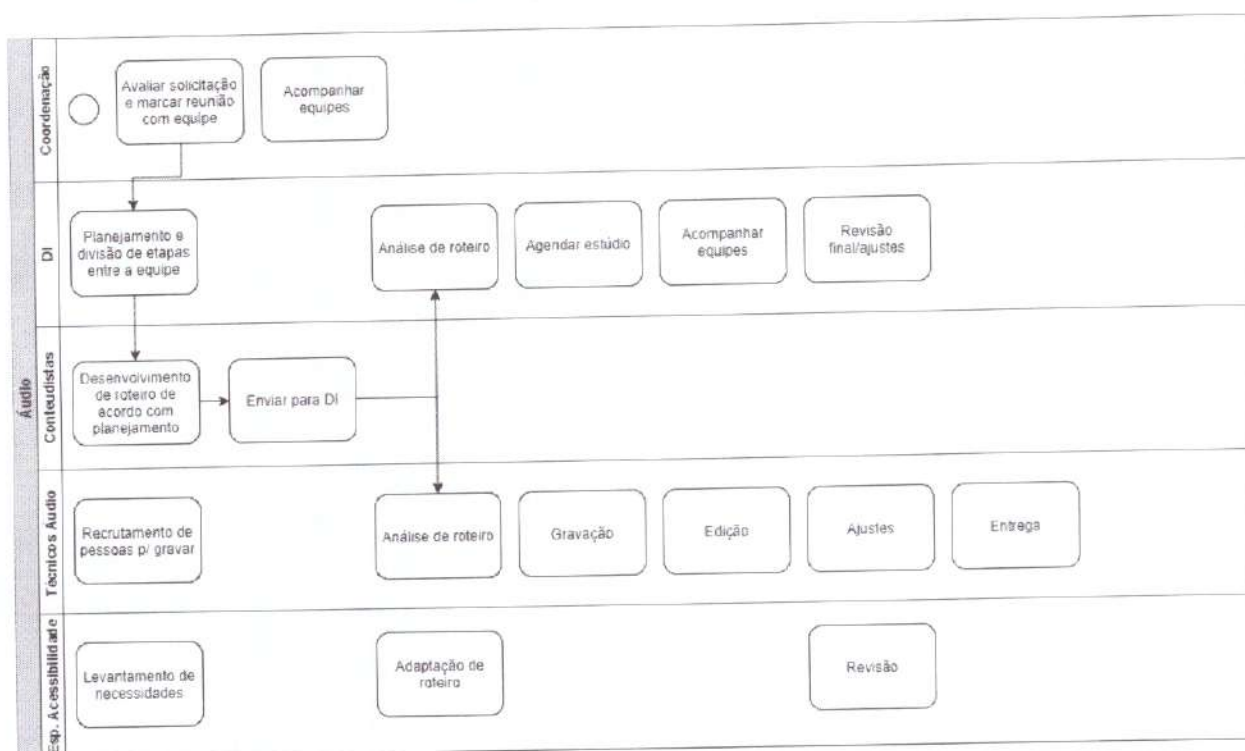 Áudio
Coordenação
Avaliar solicitação
e marcar reunião
com equipe
Acompanhar
equipes
DI
Planejamento e
divisão de etapas
entre a equipe
Análise de roteiro
Agendar estúdio
Acompanhar
equipes
Revisão
final/ajustes
Conteudistas
Desenvolvimento
de roteiro de
acordo com
planejamento
Enviar para DI
Técnicos Áudio
Recrutamento de
pessoas p/ gravar
Análise de roteiro
Gravação
Edição
Ajustes
Entrega
Esp. Acessibilidade
Levantamento de
necessidades
Adaptação de
roteiro
Revisão